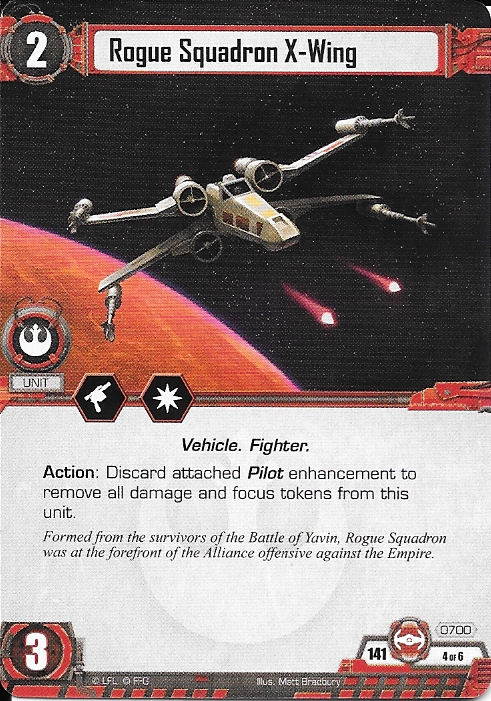 2
Rogue Squadron X-Wing
UNIT
Vehicle. Fighter.
Action: Discard attached Pilot enhancement to
remove all damage and focus tokens from this
unit.
Formed from the survivors of the Battle of Yavin, Rogue Squadron
was at the forefront of the Alliance offensive against the Empire.
3
141
0700
4 OF 6
© LFL © FFG
Illus. Matt Bradbury